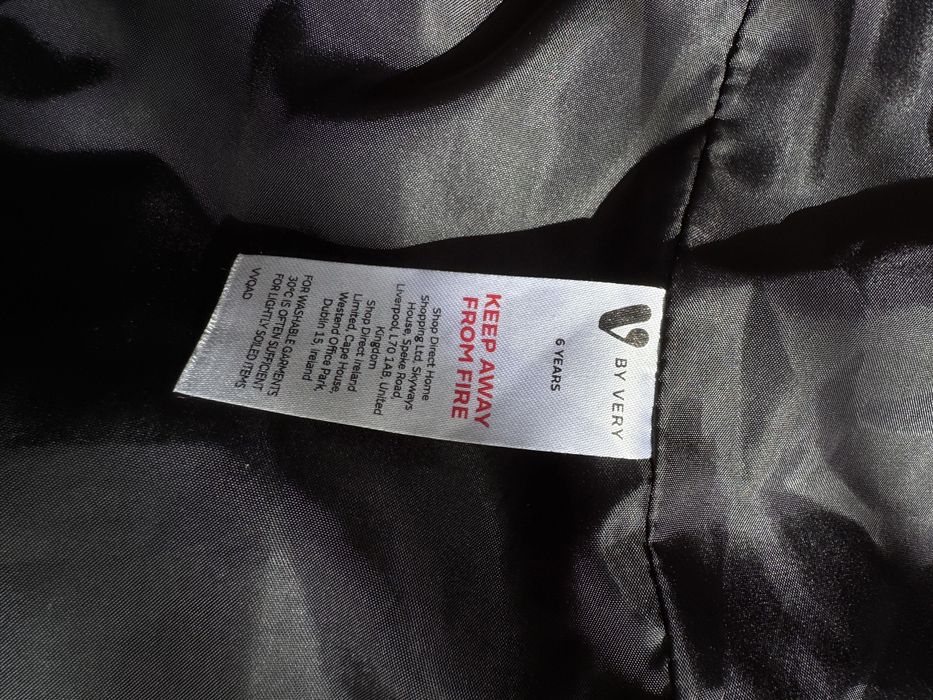 V
BY VERY
6 YEARS
KEEP AWAY
FROM FIRE
Shop Direct Home
Shopping Ltd, Skyways
House, Speke Road,
Liverpool, L70 1AB, United
Kingdom
Shop Direct Ireland
Limited, Cape House,
Westend Office Park,
Dublin 15, Ireland
FOR WASHABLE GARMENTS
30°C IS OFTEN SUFFICIENT
FOR LIGHTLY SOILED ITEMS